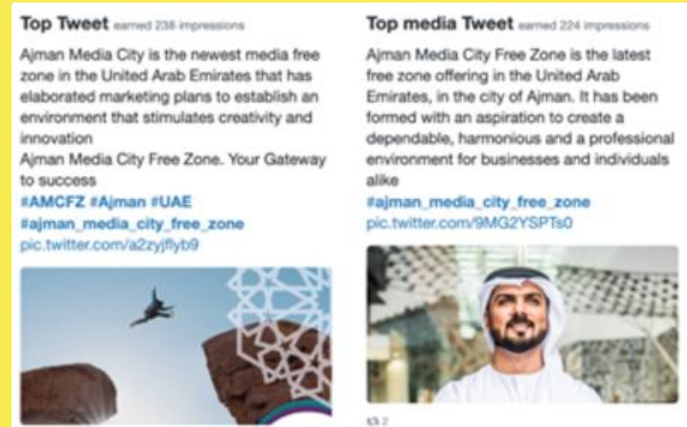 Top Tweet earned 238 impressions
Ajman Media City is the newest media free
zone in the United Arab Emirates that has
elaborated marketing plans to establish an
environment that stimulates creativity and
innovation
Ajman Media City Free Zone. Your Gateway
to success
#AMCFZ #Ajman #UAE
#ajman_media_city_free_zone
pic.twitter.com/a2zyjflyb9
Top media Tweet earned 224 impressions
Ajman Media City Free Zone is the latest
free zone offering in the United Arab
Emirates, in the city of Ajman. It has been
formed with an aspiration to create a
dependable, harmonious and a professional
environment for businesses and individuals
alike
#ajman_media_city_free_zone
pic.twitter.com/9MG2YSPTs0
2